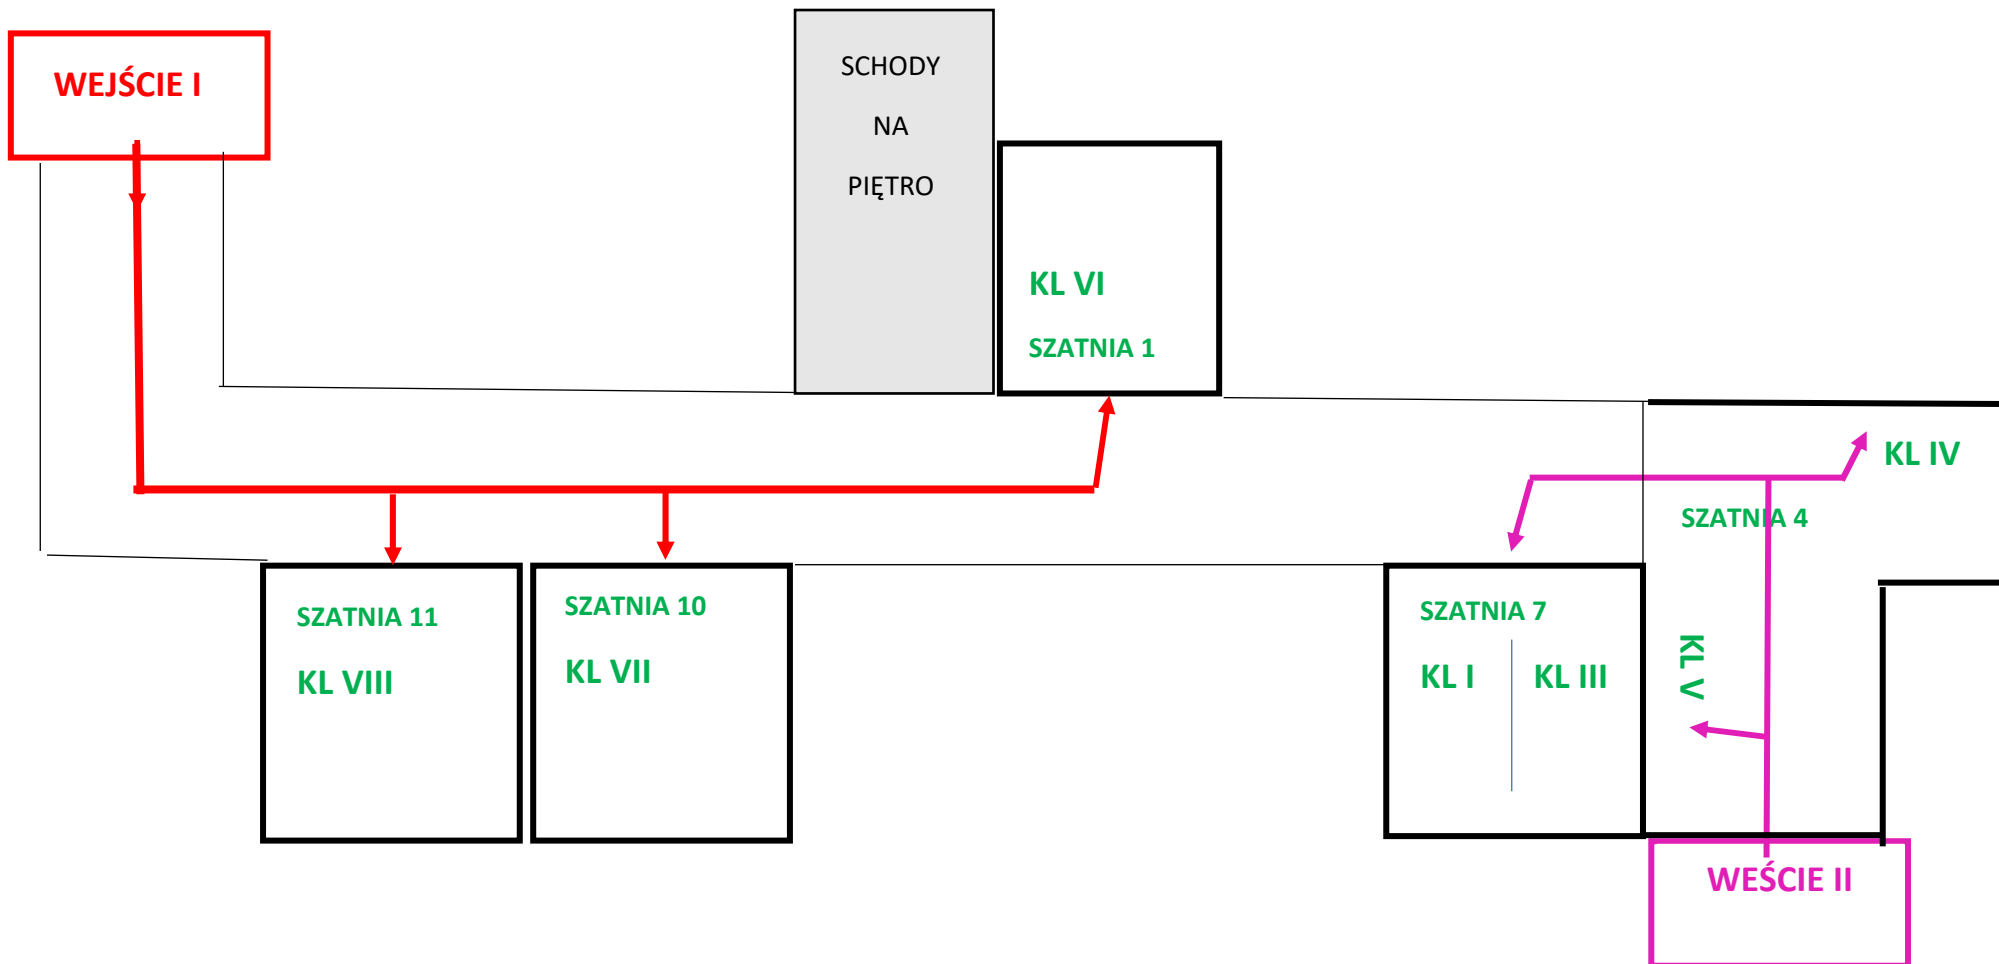 WEJŚCIE I
SCHODY
NA
PIĘTRO
KL VI
SZATNIA 1
KL IV
SZATNIA 4
SZATNIA 11
KL VIII
SZATNIA 10
KL VII
SZATNIA 7
KL I
KL III
KL V
WEŚCIE II